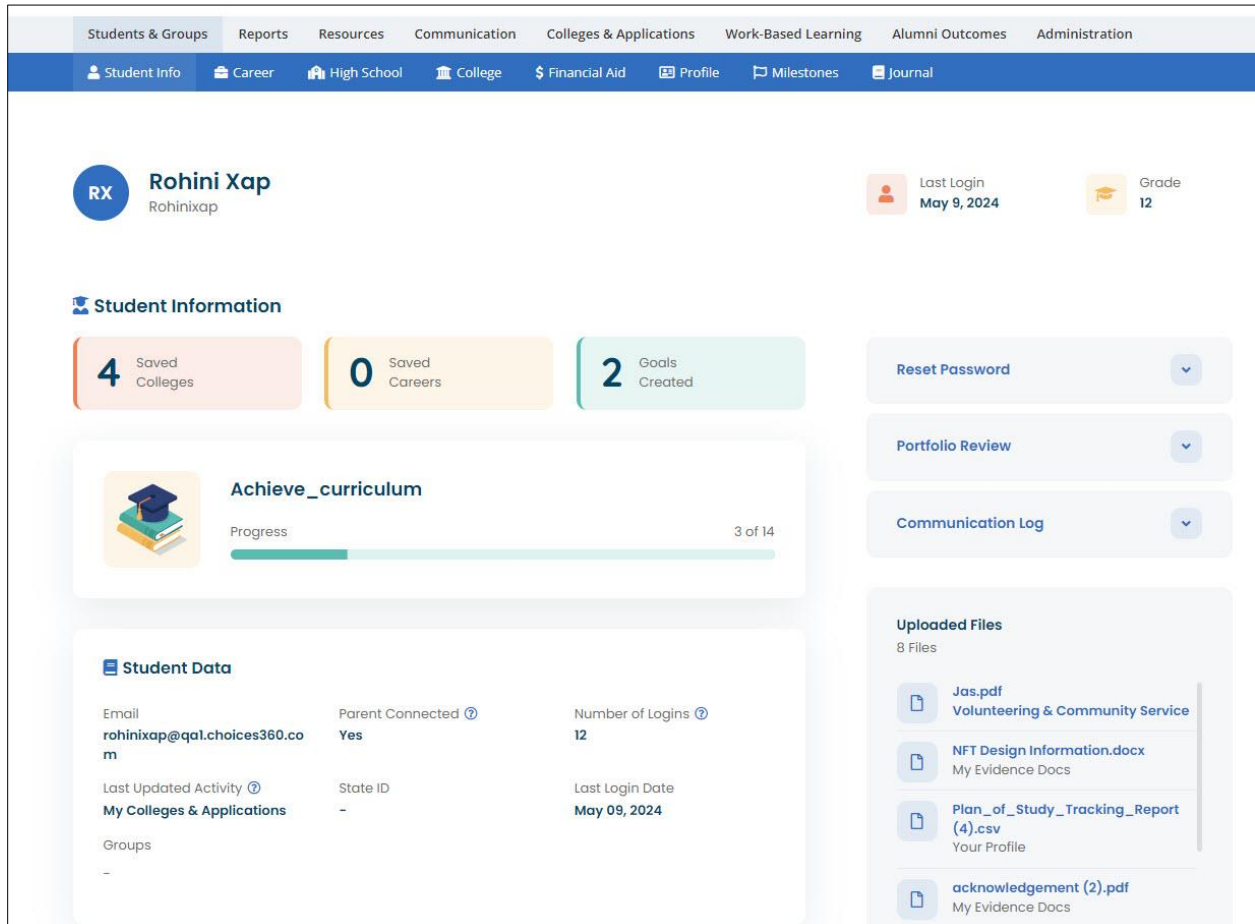 Students & Groups Reports Resources Communication Colleges & Applications Work-Based Learning Alumni Outcomes Administration
Student Info Career High School College $ Financial Aid Profile Milestones Journal
RX
Rohini Xap
Rohinixap
Last Login
May 9, 2024
Grade
12
Student Information
4 Saved Colleges
0 Saved Careers
2 Goals Created
Achieve_curriculum
Progress 3 of 14
Student Data
Email
rohinixap@qa1.choices360.co
m
Parent Connected ?
Yes
Number of Logins ?
12
Last Updated Activity ?
My Colleges & Applications
State ID
-
Last Login Date
May 09, 2024
Groups
-
Reset Password
Portfolio Review
Communication Log
Uploaded Files
8 Files
Jas.pdf
Volunteering & Community Service
NFT Design Information.docx
My Evidence Docs
Plan_of_Study_Tracking_Report
(4).csv
Your Profile
acknowledgement (2).pdf
My Evidence Docs